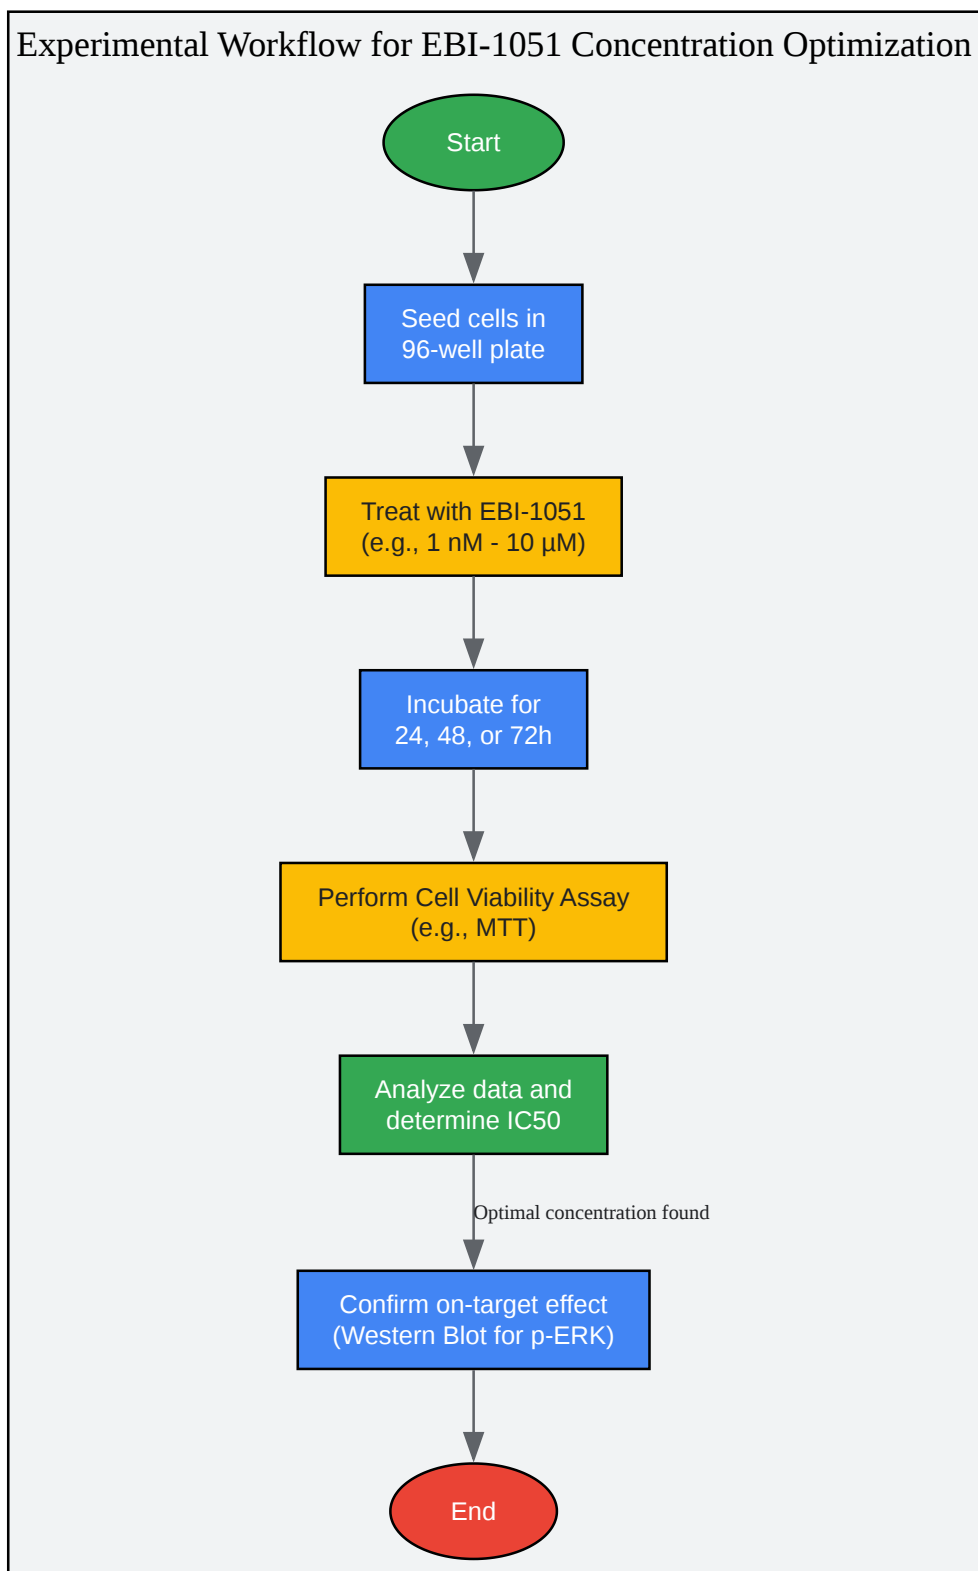 Experimental Workflow for EBI-1051 Concentration Optimization
Start
Seed cells in
96-well plate
Treat with EBI-1051
(e.g., 1 nM - 10 µM)
Incubate for
24, 48, or 72h
Perform Cell Viability Assay
(e.g., MTT)
Analyze data and
determine IC50
Optimal concentration found
Confirm on-target effect
(Western Blot for p-ERK)
End